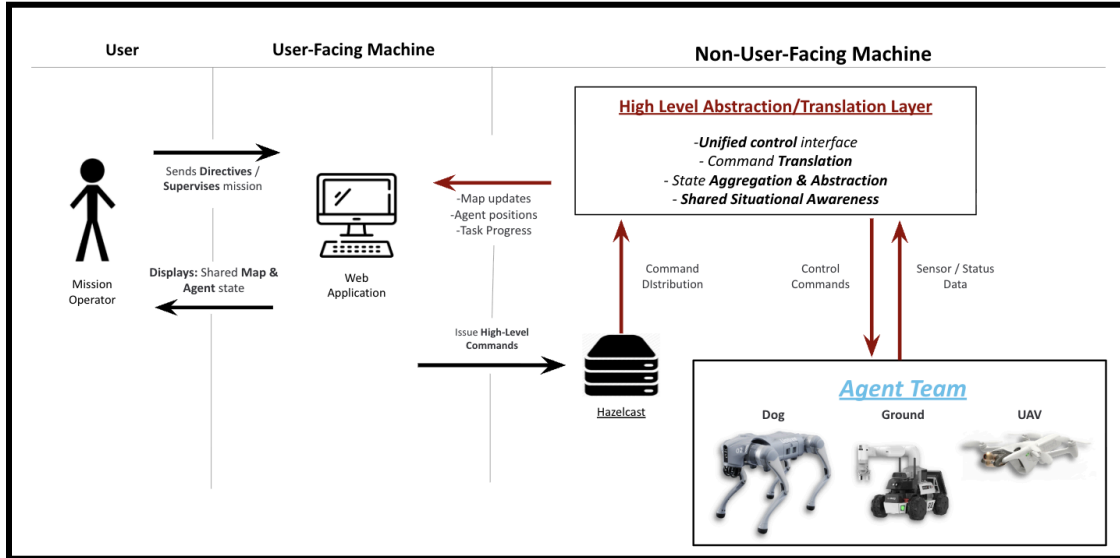 User
User-Facing Machine
Non-User-Facing Machine
High Level Abstraction/Translation Layer
-Unified control interface
- Command Translation
- State Aggregation & Abstraction
- Shared Situational Awareness
Sends Directives /
Supervises mission
-Map updates
-Agent positions
-Task Progress
Mission
Operator
Displays: Shared Map &
Agent state
Web
Application
Command
DIstribution
Control
Commands
Sensor / Status
Data
Issue High-Level
Commands
Hazelcast
Agent Team
Dog
Ground
UAV